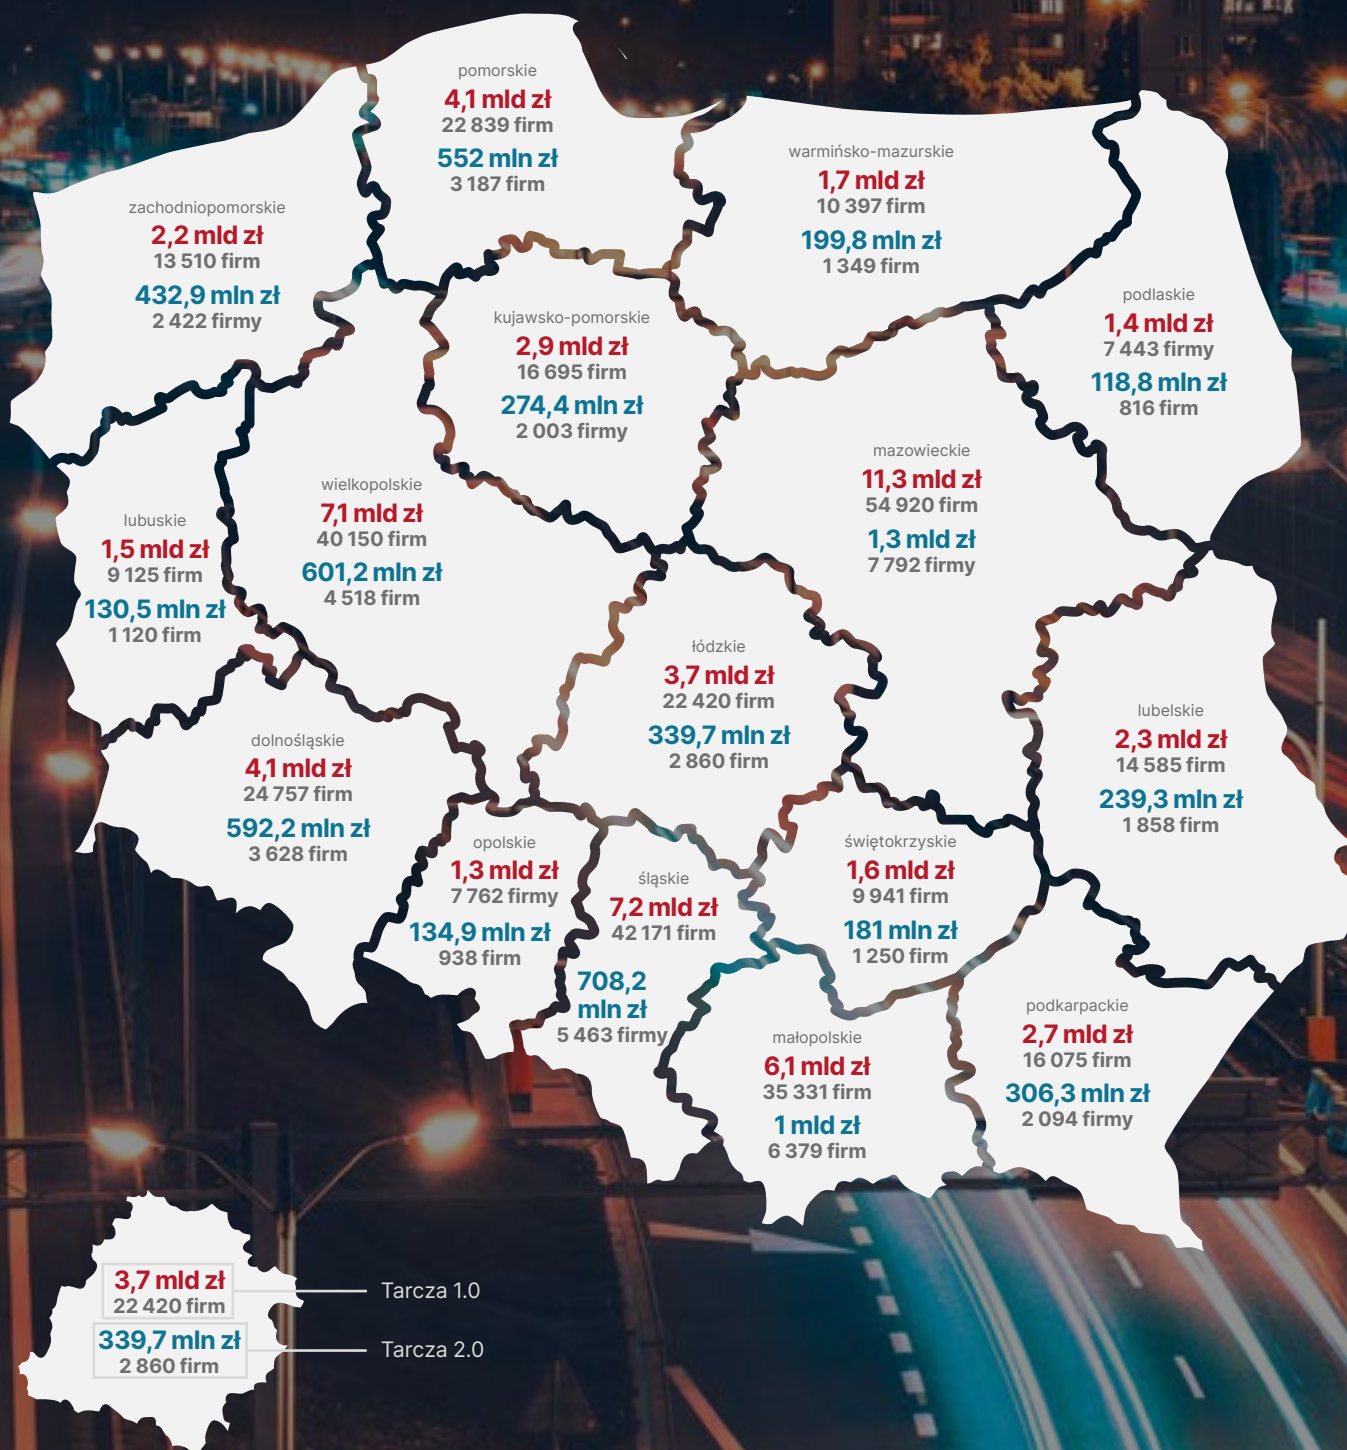 pomorskie
4,1 mld zł
22 839 firm
552 mln zł
3 187 firm
warmińsko-mazurskie
1,7 mld zł
10 397 firm
199,8 mln zł
1 349 firm
zachodniopomorskie
2,2 mld zł
13 510 firm
432,9 mln zł
2 422 firmy
podlaskie
1,4 mld zł
7 443 firmy
118,8 mln zł
816 firm
kujawsko-pomorskie
2,9 mld zł
16 695 firm
274,4 mln zł
2 003 firmy
mazowieckie
11,3 mld zł
54 920 firm
1,3 mld zł
7 792 firmy
wielkopolskie
7,1 mld zł
40 150 firm
601,2 mln zł
4 518 firm
lubuskie
1,5 mld zł
9 125 firm
130,5 mln zł
1 120 firm
łódzkie
3,7 mld zł
22 420 firm
339,7 mln zł
2 860 firm
lubelskie
2,3 mld zł
14 585 firm
239,3 mln zł
1 858 firm
dolnośląskie
4,1 mld zł
24 757 firm
592,2 mln zł
3 628 firm
opolskie
1,3 mld zł
7 762 firmy
134,9 mln zł
938 firm
śląskie
7,2 mld zł
42 171 firm
708,2
mln zł
5 463 firmy
świętokrzyskie
1,6 mld zł
9 941 firm
181 mln zł
1 250 firm
małopolskie
6,1 mld zł
35 331 firm
1 mld zł
6 379 firm
podkarpackie
2,7 mld zł
16 075 firm
306,3 mln zł
2 094 firmy
3,7 mld zł
22 420 firm
Tarcza 1.0
339,7 mln zł
2 860 firm
Tarcza 2.0